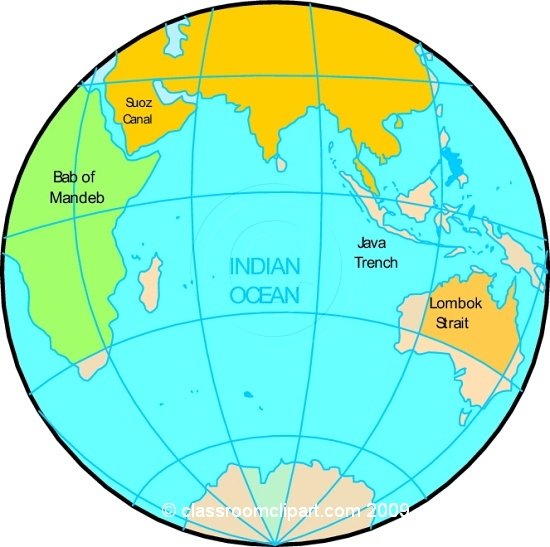 Suoz
Canal
Bab of
Mandeb
Java
Trench
INDIAN
OCEAN
Lombok
Strait
© classroomclipart.com 2009